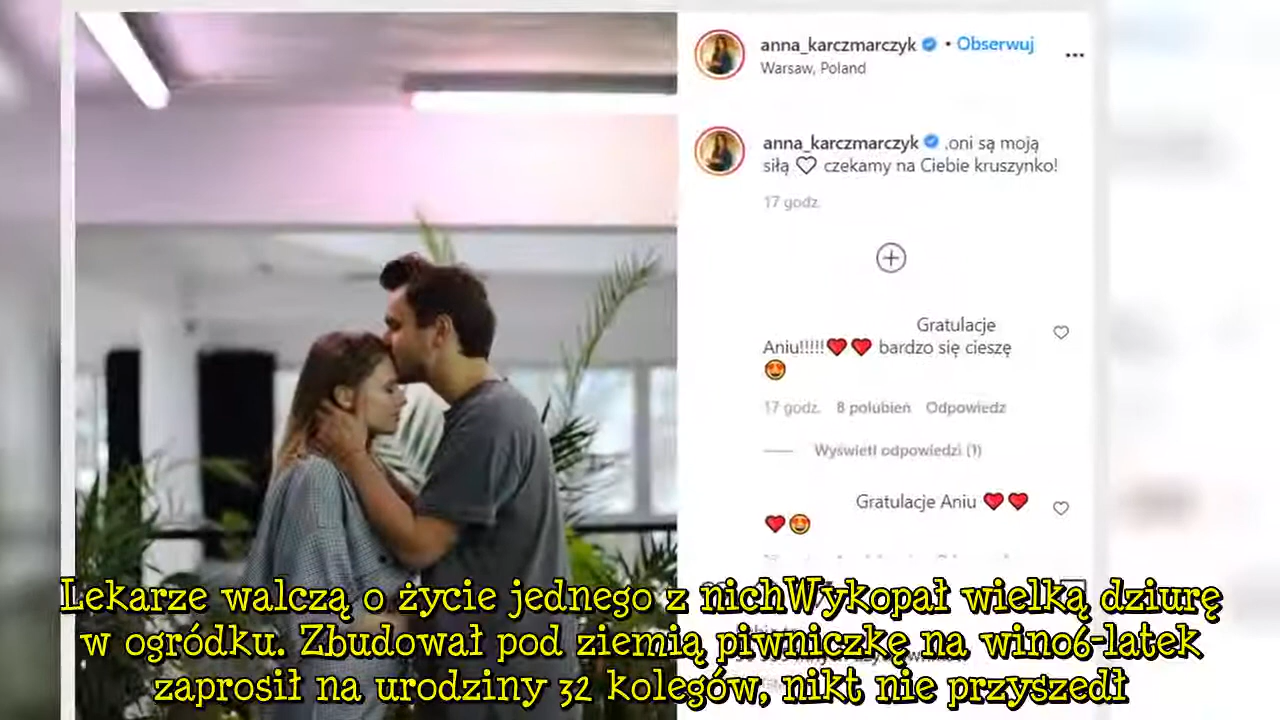 anna_karczmarczyk • Obserwuj
Warsaw, Poland
anna_karczmarczyk .oni są moją
siłą ♡ czekamy na Ciebie kruszynko!
17 godz.
Gratulacje
Aniu!!!!!❤️❤️ bardzo się cieszę
😍
17 godz. 8 polubień Odpowiedz
Wyświetl odpowiedzi (1)
Gratulacje Aniu ❤️❤️
❤️😍
Lekarze walczą o życie jednego z nichWykopał wielką dziurę
w ogródku. Zbudował pod ziemią piwniczkę na wino6-latek
zaprosił na urodziny 32 kolegów, nikt nie przyszedł